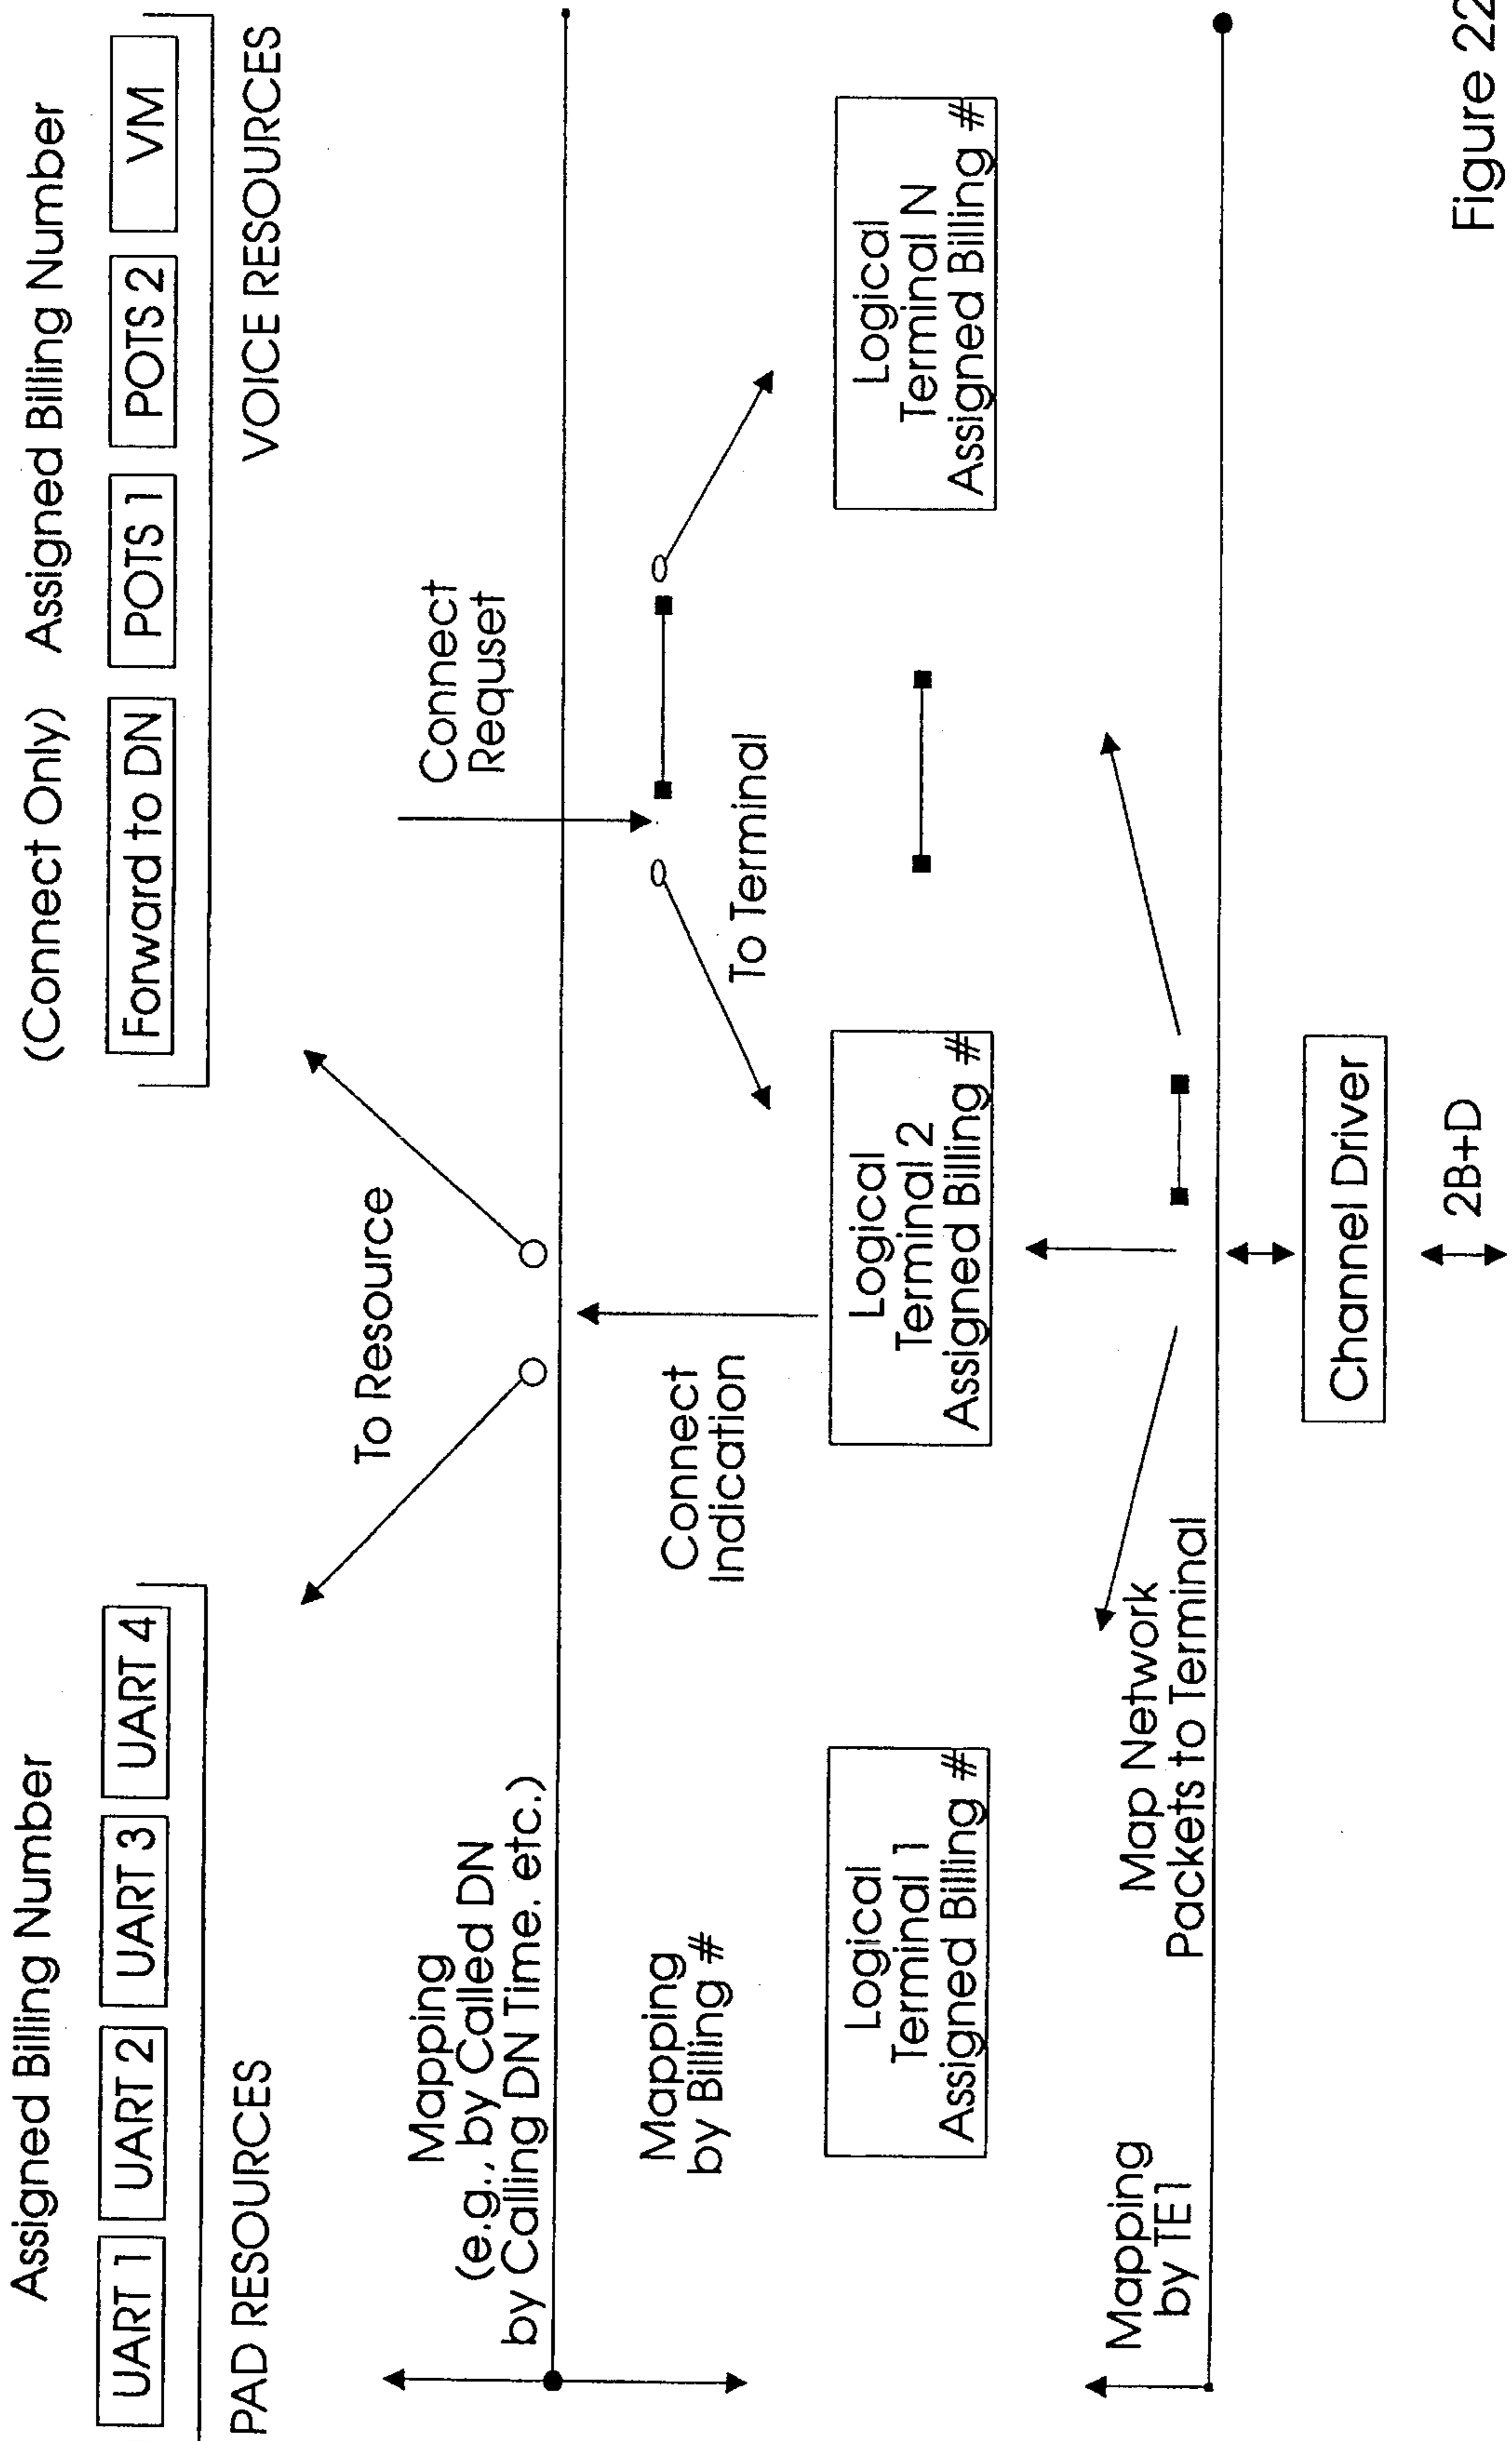 Assigned Billing Number
(Connect Only) Assigned Billing Number
UART 1
UART 2
UART 3
UART 4
Forward to DN
POTS 1
POTS 2
VM
PAD RESOURCES
VOICE RESOURCES
To Resource
Mapping
(e.g., by Called DN
by Calling DN Time. etc.)
Connect
Requset
Mapping
by Billing #
Connect
Indication
To Terminal
Logical
Terminal 1
Assigned Billing #
Logical
Terminal 2
Assigned Billing #
Logical
Terminal N
Assigned Billing #
Mapping
by TE1
Map Network
Packets to Terminal
Channel Driver
2B+D
Figure 22